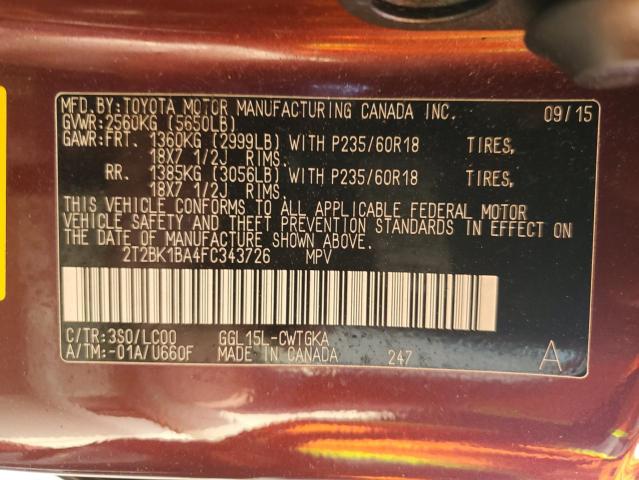 MFD. BY: TOYOTA MOTOR MANUFACTURING CANADA INC. 09/15
GVWR: 2560KG (5650LB)
GAWR: FRT. 1360KG (2999LB) WITH P235/60R18 TIRES,
18X7 1/2J RIMS.
RR. 1385KG (3056LB) WITH P235/60R18 TIRES,
18X7 1/2J RIMS.
THIS VEHICLE CONFORMS TO ALL APPLICABLE FEDERAL MOTOR
VEHICLE SAFETY AND THEFT PREVENTION STANDARDS IN EFFECT ON
THE DATE OF MANUFACTURE SHOWN ABOVE.
2T2BK1BA4FC343726 MPV
C/TR: 3S0/LC00 GGL15L-CWTGKA
A/TM: -01A/U660F MADE IN CANADA 247 A